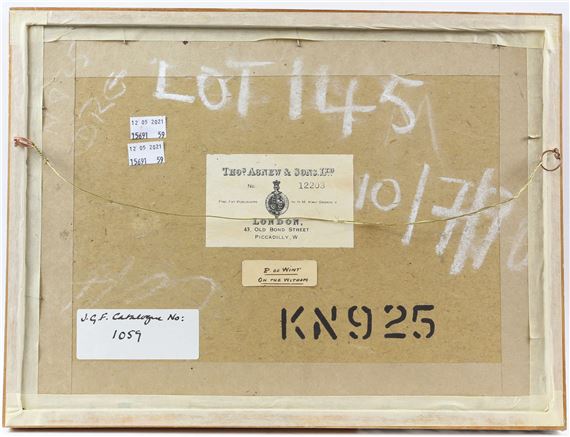 LOT 145
12 05 2021
15691 59
12 05 2021
15691 59
THOS. AGNEW & SONS, LTD
No. 12203
FINE ART PUBLISHERS TO H.M. KING GEORGE V
LONDON,
43, OLD BOND STREET
PICCADILLY, W.
10/7/
P DE WINT
ON THE WITHAM
KN925
J.G.F. Catalogue No:
1059